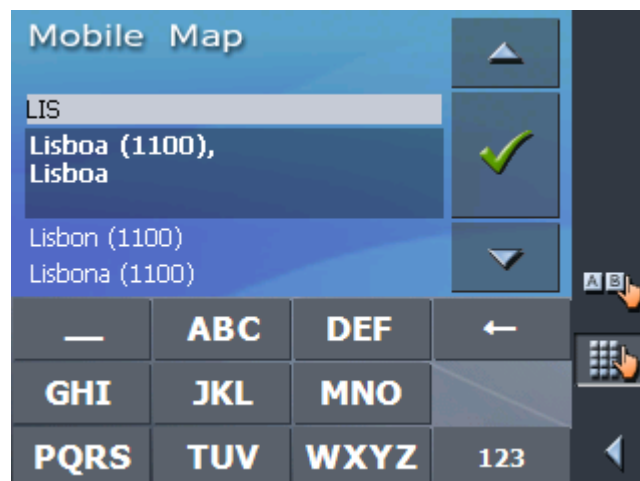 Mobile Map
LIS
Lisboa (1100),
Lisboa
Lisbon (1100)
Lisbona (1100)
A B
_ ABC DEF ←
GHI JKL MNO
PQRS TUV WXYZ 123